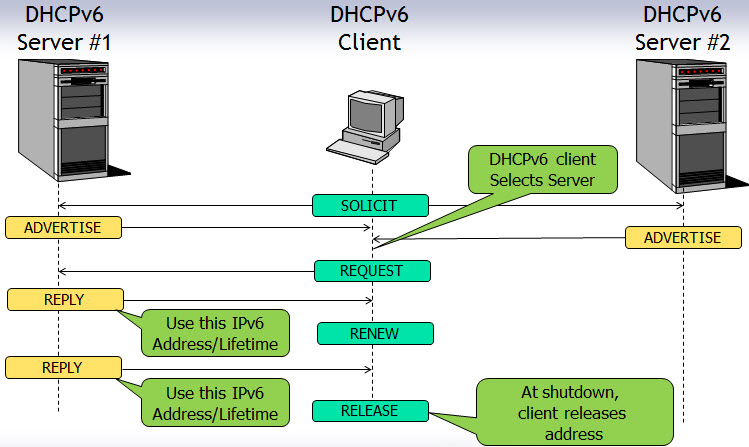 DHCPv6
Server #1
DHCPv6
Client
DHCPv6
Server #2
DHCPv6 client
Selects Server
SOLICIT
ADVERTISE
ADVERTISE
REQUEST
REPLY
Use this IPv6
Address/Lifetime
RENEW
REPLY
Use this IPv6
Address/Lifetime
RELEASE
At shutdown,
client releases
address